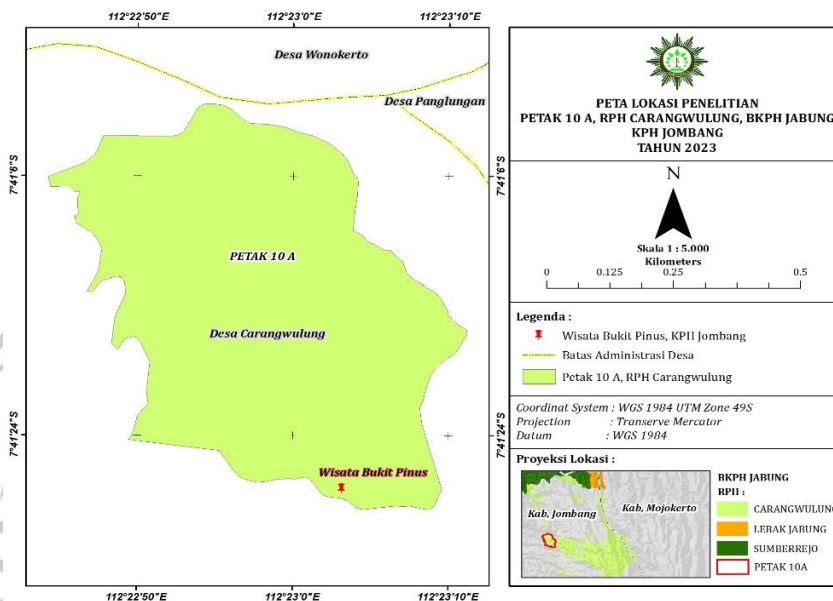 112°22'50"E
112°23'0"E
112°23'10"E
Desa Wonokerto
Desa Panglungan
7°41'6"S
7°41'6"S
PETAK 10 A
Desa Carangwulung
7°41'24"S
7°41'24"S
Wisata Bukit Pinus
112°22'50"E
112°23'0"E
112°23'10"E
PETA LOKASI PENELITIAN
PETAK 10 A, RPH CARANGWULUNG, BKPH JABUNG
KPH JOMBANG
TAHUN 2023
N
Skala 1 : 5.000
Kilometers
0 0.125 0.25 0.5
Legenda :
Wisata Bukit Pinus, KPH Jombang
Batas Administrasi Desa
Petak 10 A, RPH Carangwulung
Coordinat System : WGS 1984 UTM Zone 49S
Projection : Transerve Mercator
Datum : WGS 1984
Proyeksi Lokasi :
Kab, Jombang
Kab, Mojokerto
BKPH JABUNG
RPH :
CARANGWULUNG
LEBAK JABUNG
SUMBERREJO
PETAK 10A